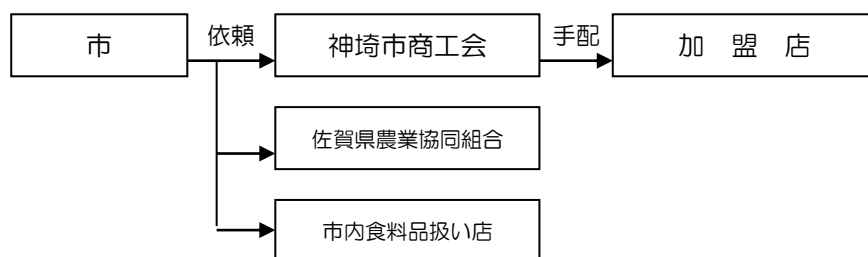 市
依頼
神埼市商工会
手配
加 盟 店
佐賀県農業協同組合
市内食料品扱い店